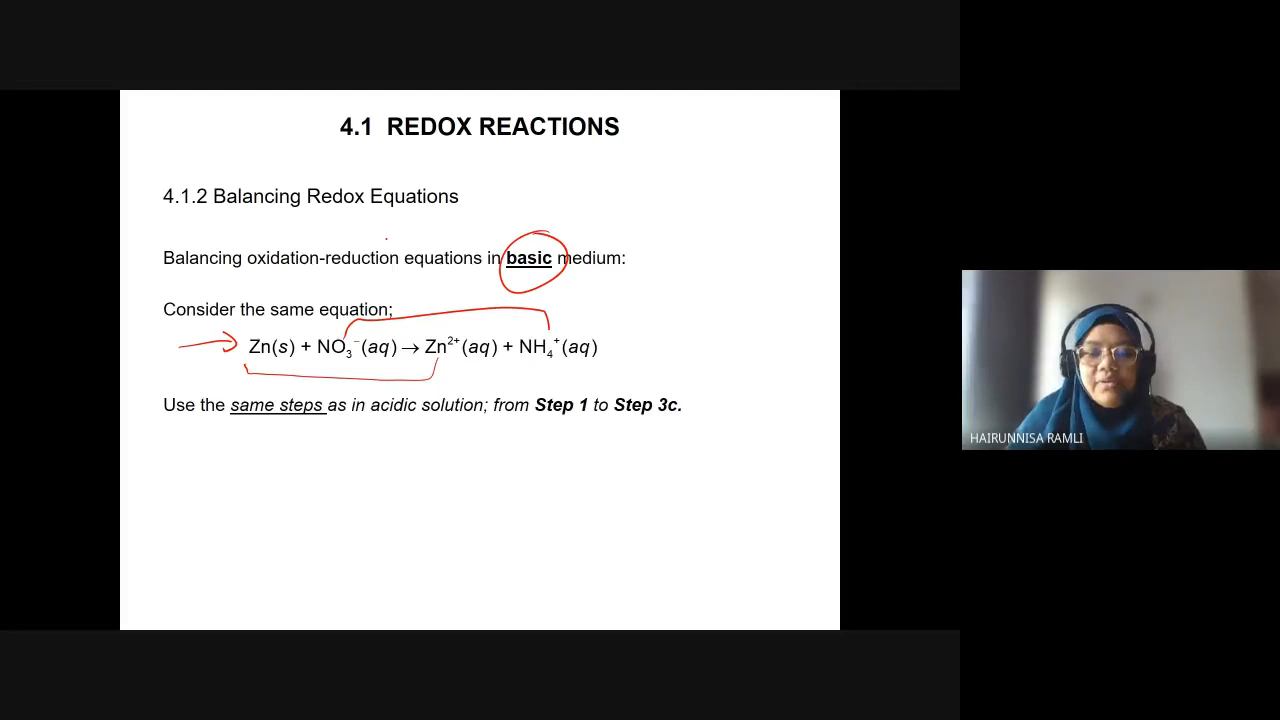 4.1 REDOX REACTIONS
4.1.2 Balancing Redox Equations
Balancing oxidation-reduction equations in basic medium:
Consider the same equation;
Zn(s) + NO₃⁻(aq) → Zn²⁺(aq) + NH₄⁺(aq)
Use the same steps as in acidic solution; from Step 1 to Step 3c.
HAIRUNNISA RAMLI